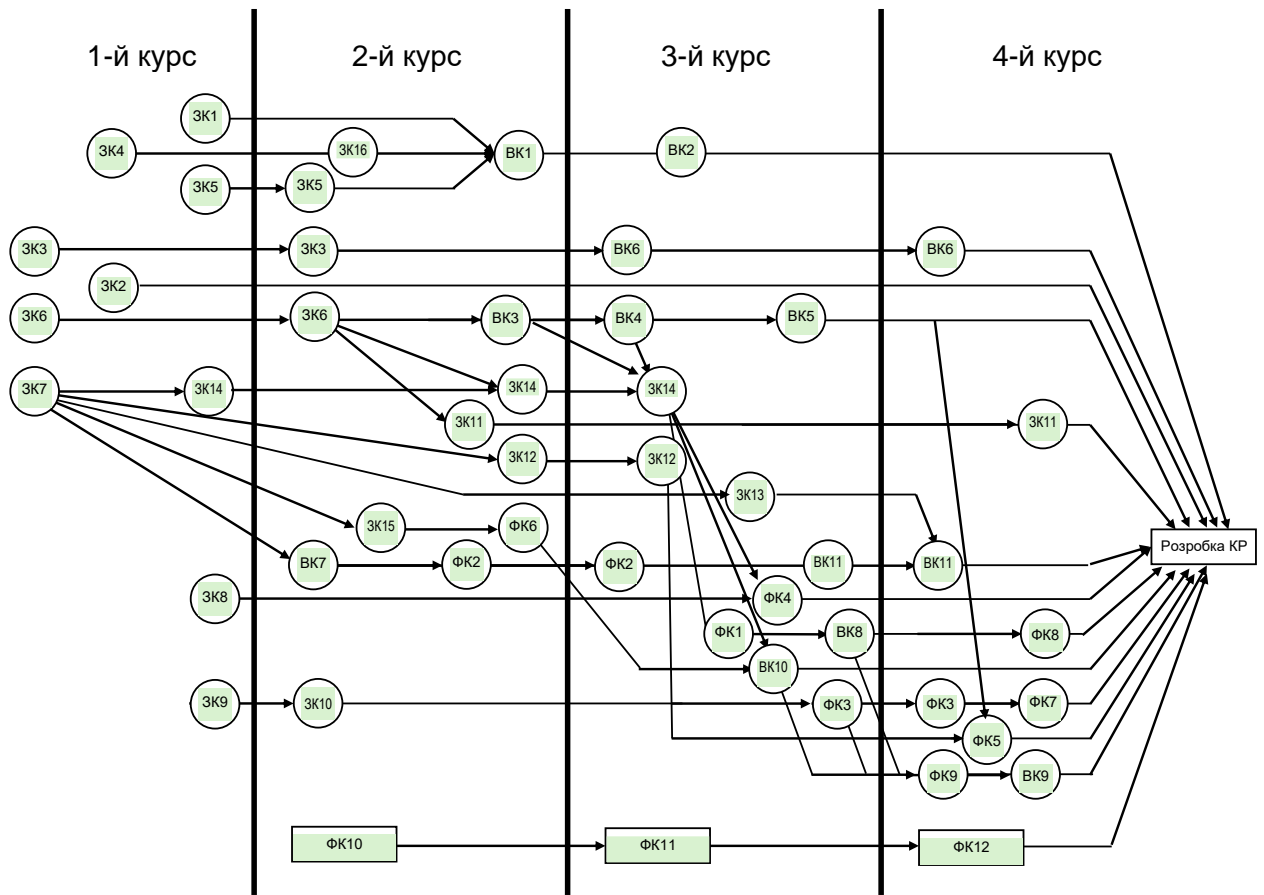 1-й курс
2-й курс
3-й курс
4-й курс
ЗК1
ЗК4
ЗК16
ВК1
ВК2
ЗК5
ЗК5
ЗК3
ЗК3
ВК6
ВК6
ЗК2
ЗК6
ЗК6
ВК3
ВК4
ВК5
ЗК7
ЗК14
ЗК14
ЗК14
ЗК11
ЗК11
ЗК12
ЗК12
ЗК13
ЗК15
ФК6
Розробка КР
ВК7
ФК2
ФК2
ВК11
ВК11
ЗК8
ФК4
ФК1
ВК8
ФК8
ВК10
ЗК9
ЗК10
ФК3
ФК3
ФК7
ФК5
ФК9
ВК9
ФК10
ФК11
ФК12